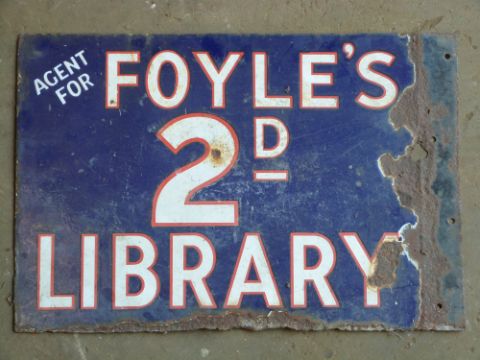 AGENT
FOR
FOYLE'S
2D
LIBRARY